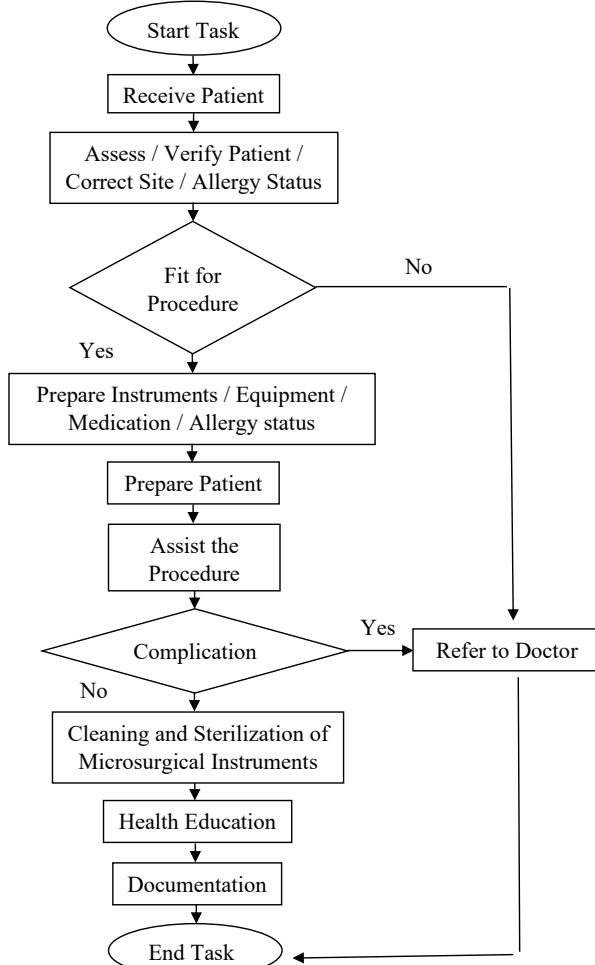 Start Task
Receive Patient
Assess / Verify Patient /
Correct Site / Allergy Status
Fit for
Procedure
No
Yes
Prepare Instruments / Equipment /
Medication / Allergy status
Prepare Patient
Assist the
Procedure
Complication
Yes
Refer to Doctor
No
Cleaning and Sterilization of
Microsurgical Instruments
Health Education
Documentation
End Task